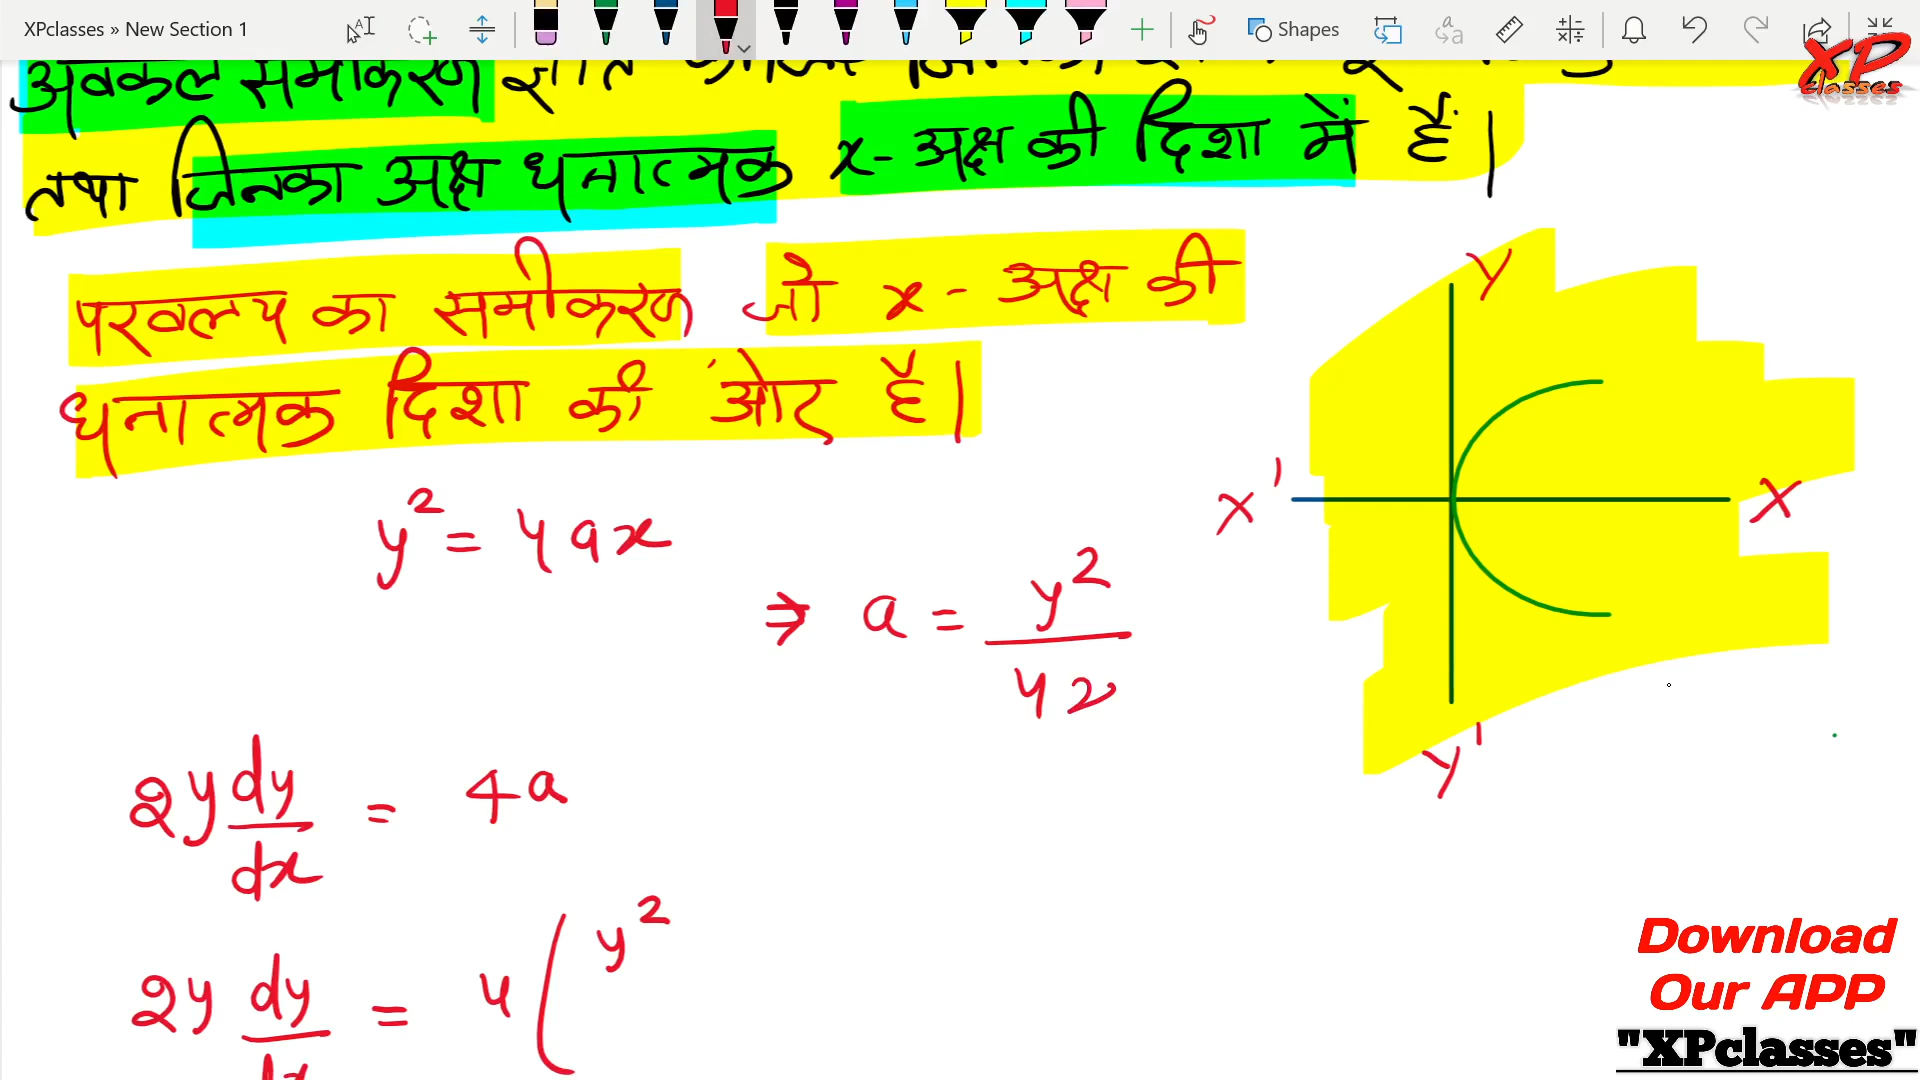 XPclasses » New Section 1
Shapes
XP
classes
अवकल समीकरण ज्ञात
तथा जिनका अक्ष धनात्मक x- अक्ष की दिशा में हैं।
परवलय का समीकरण जो x- अक्ष की
धनात्मक दिशा की ओर है।
y² = 4ax
⇒ a = y²/4x
2y dy/dx = 4a
2y dy/dx = 4 ( y²
Y
X' X
Y'
Download
Our APP
"XPclasses"